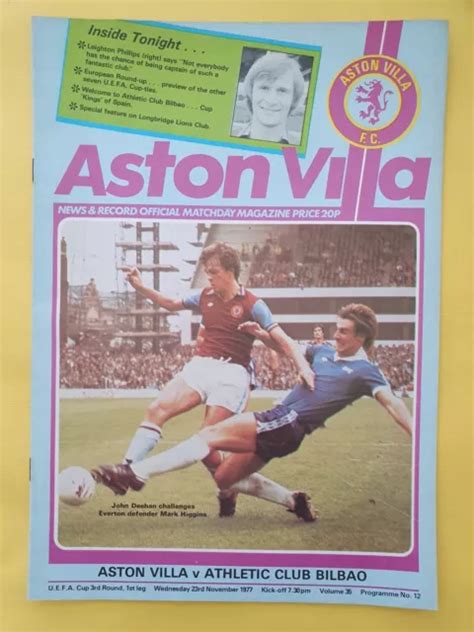 Inside Tonight . . .
Leighton Phillips (right) says "Not everybody
has the chance of being captain of such a
fantastic club."
European Round-up . . . preview of the other
seven U.E.F.A. Cup-ties.
Welcome to Athletic Club Bilbao . . . Cup
'Kings' of Spain.
Special feature on Longbridge Lions Club.
ASTON VILLA
F.C.
Aston Villa
NEWS & RECORD OFFICIAL MATCHDAY MAGAZINE PRICE 20P
John Deehan challenges
Everton defender Mark Higgins.
ASTON VILLA v ATHLETIC CLUB BILBAO
U.E.F.A. Cup 3rd Round, 1st leg Wednesday 23rd November 1977 Kick-off 7.30pm Volume 35 Programme No. 12